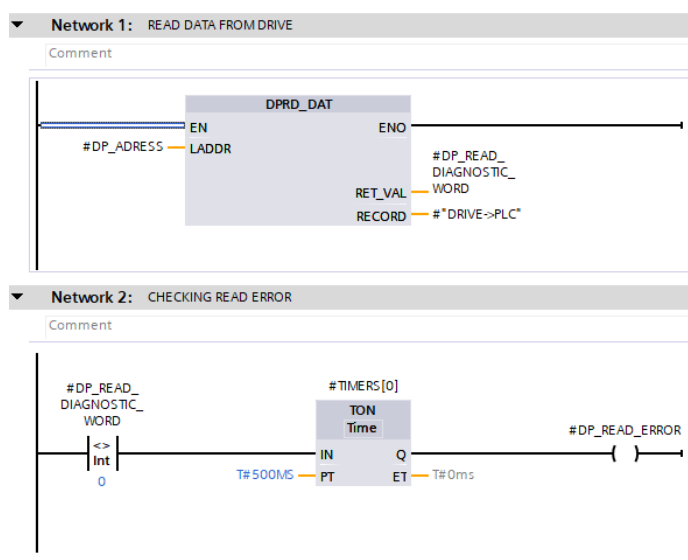 Network 1: READ DATA FROM DRIVE
Comment
DPRD_DAT
EN ENO
#DP_ADRESS LADDR
#DP_READ_
DIAGNOSTIC_
RET_VAL WORD
RECORD #"DRIVE->PLC"
Network 2: CHECKING READ ERROR
Comment
#DP_READ_
DIAGNOSTIC_
WORD
<>
Int
0
#TIMERS[0]
TON
Time
IN Q
T#500MS PT ET T#0ms
#DP_READ_ERROR